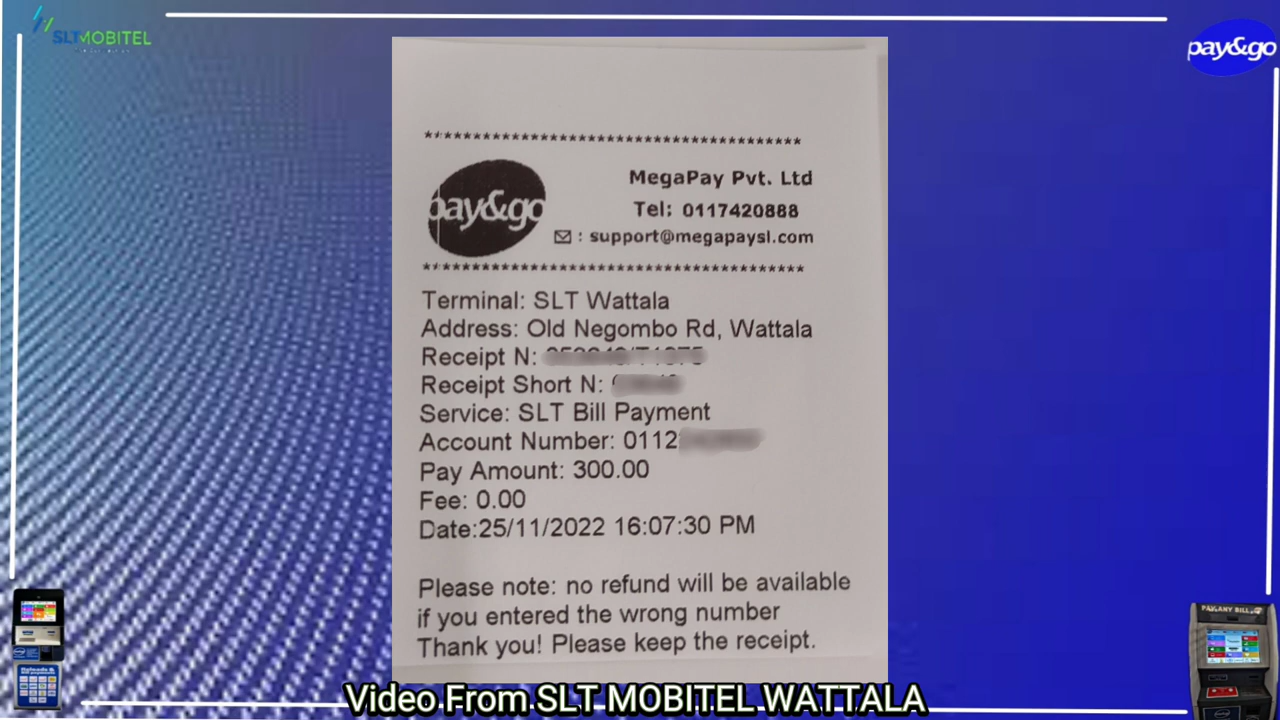 SLTMOBITEL
pay&go
****************************************
pay&go
MegaPay Pvt. Ltd
Tel: 0117420888
: support@megapaysl.com
****************************************
Terminal: SLT Wattala
Address: Old Negombo Rd, Wattala
Receipt N:
Receipt Short N:
Service: SLT Bill Payment
Account Number: 0112
Pay Amount: 300.00
Fee: 0.00
Date:25/11/2022 16:07:30 PM
Please note: no refund will be available
if you entered the wrong number
Thank you! Please keep the receipt.
PAY ANY BILL
Video From SLT MOBITEL WATTALA